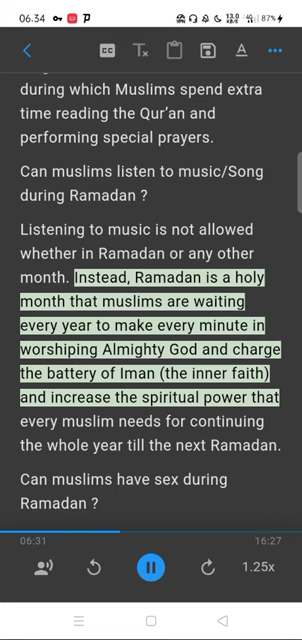 06.34
13.0
KB/S
4G
87%
CC
during which Muslims spend extra
time reading the Qur'an and
performing special prayers.
Can muslims listen to music/Song
during Ramadan ?
Listening to music is not allowed
whether in Ramadan or any other
month. Instead, Ramadan is a holy
month that muslims are waiting
every year to make every minute in
worshiping Almighty God and charge
the battery of Iman (the inner faith)
and increase the spiritual power that
every muslim needs for continuing
the whole year till the next Ramadan.
Can muslims have sex during
Ramadan ?
06:31
16:27
1.25x